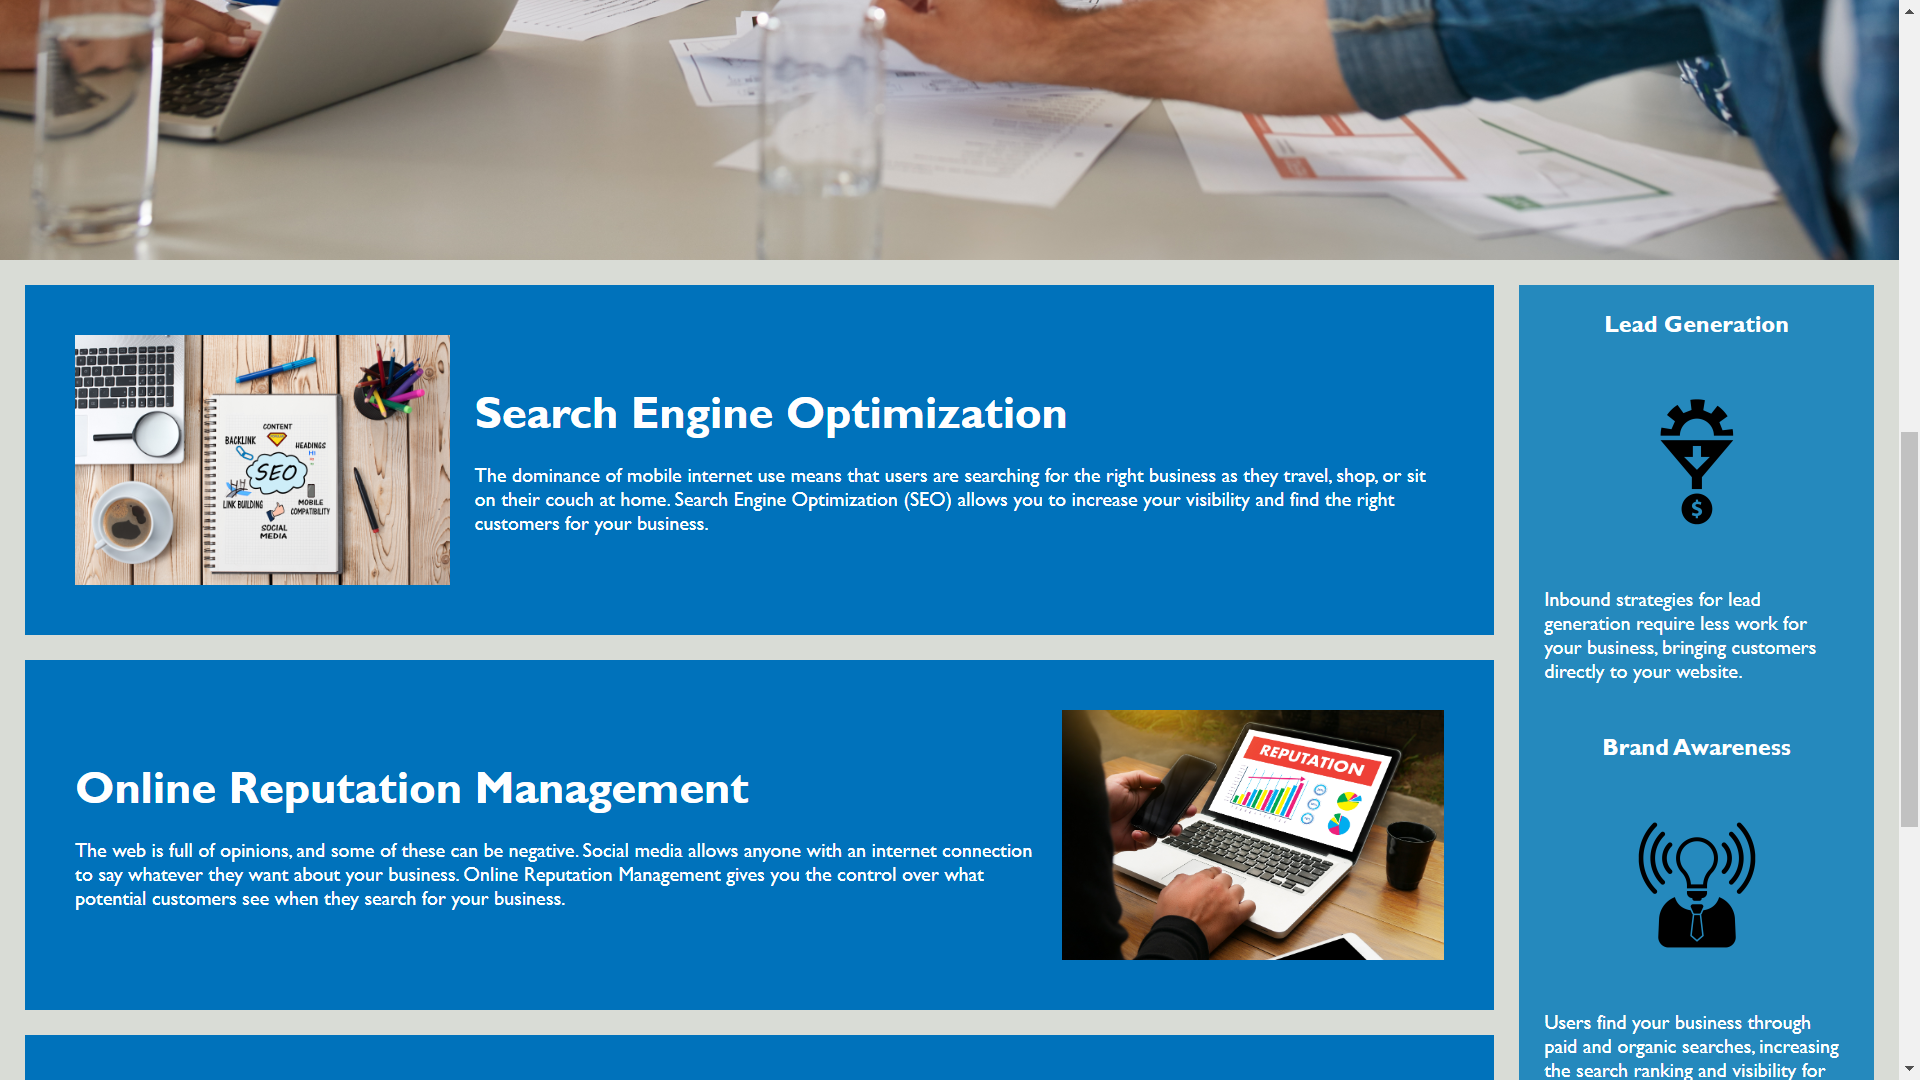 Search Engine Optimization
The dominance of mobile internet use means that users are searching for the right business as they travel, shop, or sit
on their couch at home. Search Engine Optimization (SEO) allows you to increase your visibility and find the right
customers for your business.
CONTENT
BACKLINK
HEADINGS
HI
SEO
LINK BUILDING
MOBILE
COMPATIBILITY
SOCIAL
MEDIA
Online Reputation Management
The web is full of opinions, and some of these can be negative. Social media allows anyone with an internet connection
to say whatever they want about your business. Online Reputation Management gives you the control over what
potential customers see when they search for your business.
REPUTATION
Lead Generation
$
Inbound strategies for lead
generation require less work for
your business, bringing customers
directly to your website.
Brand Awareness
Users find your business through
paid and organic searches, increasing
the search ranking and visibility for